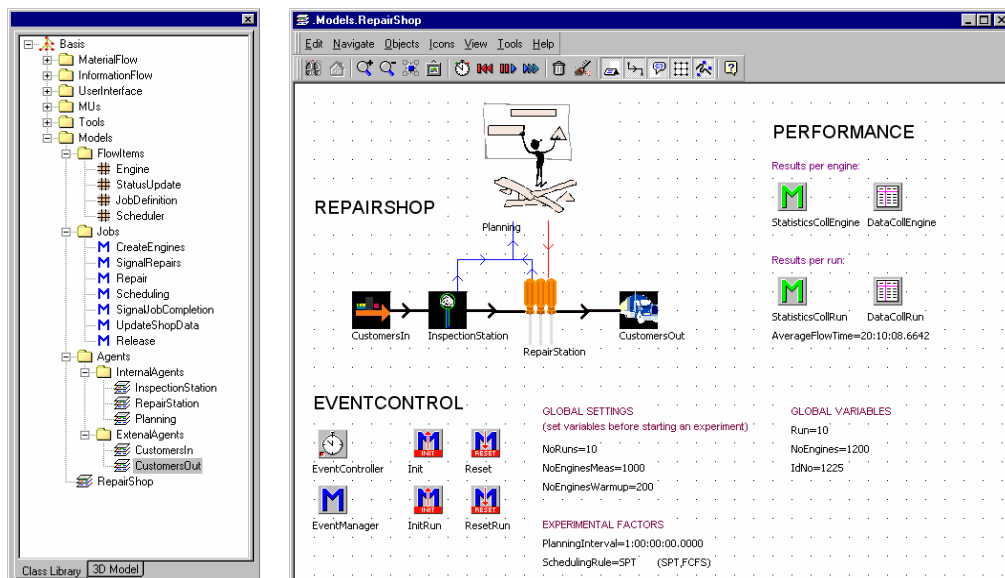 Basis
MaterialFlow
InformationFlow
UserInterface
MUs
Tools
Models
FlowItems
Engine
StatusUpdate
JobDefinition
Scheduler
Jobs
CreateEngines
SignalRepairs
Repair
Scheduling
SignalJobCompletion
UpdateShopData
Release
Agents
InternalAgents
InspectionStation
RepairStation
Planning
ExtenalAgents
CustomersIn
CustomersOut
RepairShop
Class Library 3D Model
.Models.RepairShop
Edit Navigate Objects Icons View Tools Help
REPAIRSHOP
Planning
CustomersIn InspectionStation CustomersOut
RepairStation
PERFORMANCE
Results per engine:
M
StatisticsCollEngine DataCollEngine
Results per run:
M
StatisticsCollRun DataCollRun
AverageFlowTime=20:10:08.6642
EVENTCONTROL
M INIT M RESET
EventController Init Reset
M M INIT M RESET
EventManager InitRun ResetRun
GLOBAL SETTINGS
(set variables before starting an experiment)
NoRuns=10
NoEnginesMeas=1000
NoEnginesWarmup=200
EXPERIMENTAL FACTORS
PlanningInterval=1:00:00:00.0000
SchedulingRule=SPT (SPT,FCFS)
GLOBAL VARIABLES
Run=10
NoEngines=1200
IdNo=1225